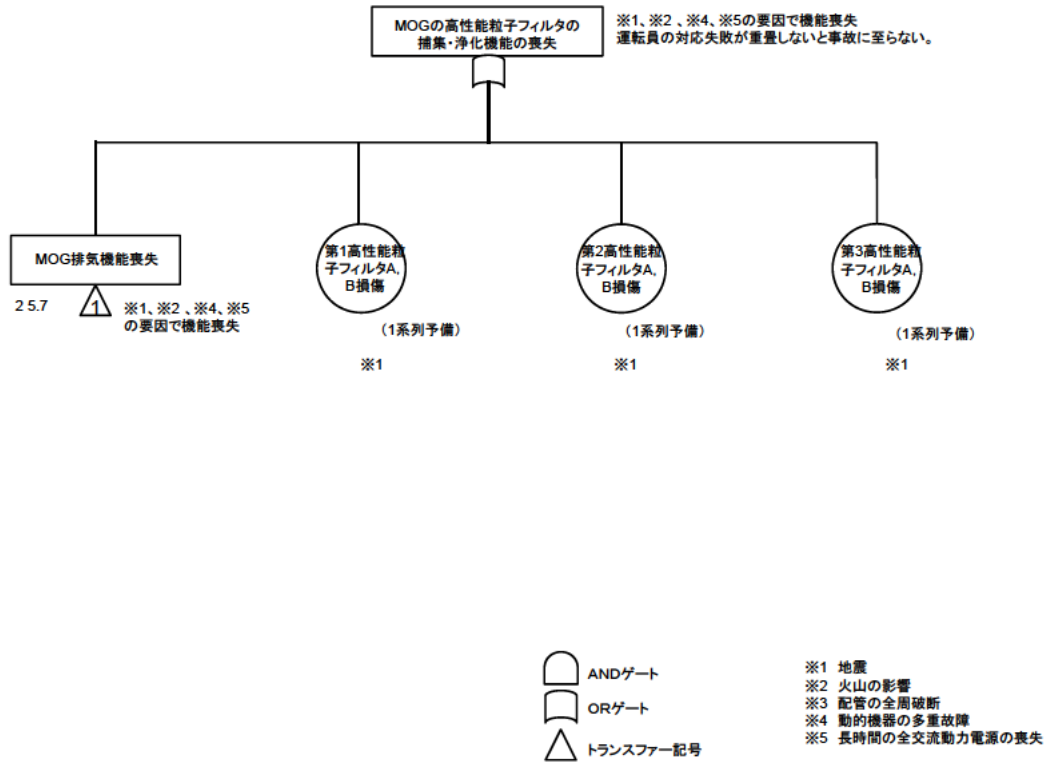 MOGの高性能粒子フィルタの
捕集・浄化機能の喪失
※1、※2 、※4、※5の要因で機能喪失
運転員の対応失敗が重畳しないと事故に至らない。
MOG排気機能喪失
2 5.7
1
※1、※2 、※4、※5
の要因で機能喪失
第1高性能粒
子フィルタA,
B損傷
(1系列予備)
※1
第2高性能粒
子フィルタA,
B損傷
(1系列予備)
※1
第3高性能粒
子フィルタA,
B損傷
(1系列予備)
※1
ANDゲート
ORゲート
トランスファー記号
※1 地震
※2 火山の影響
※3 配管の全周破断
※4 動的機器の多重故障
※5 長時間の全交流動力電源の喪失